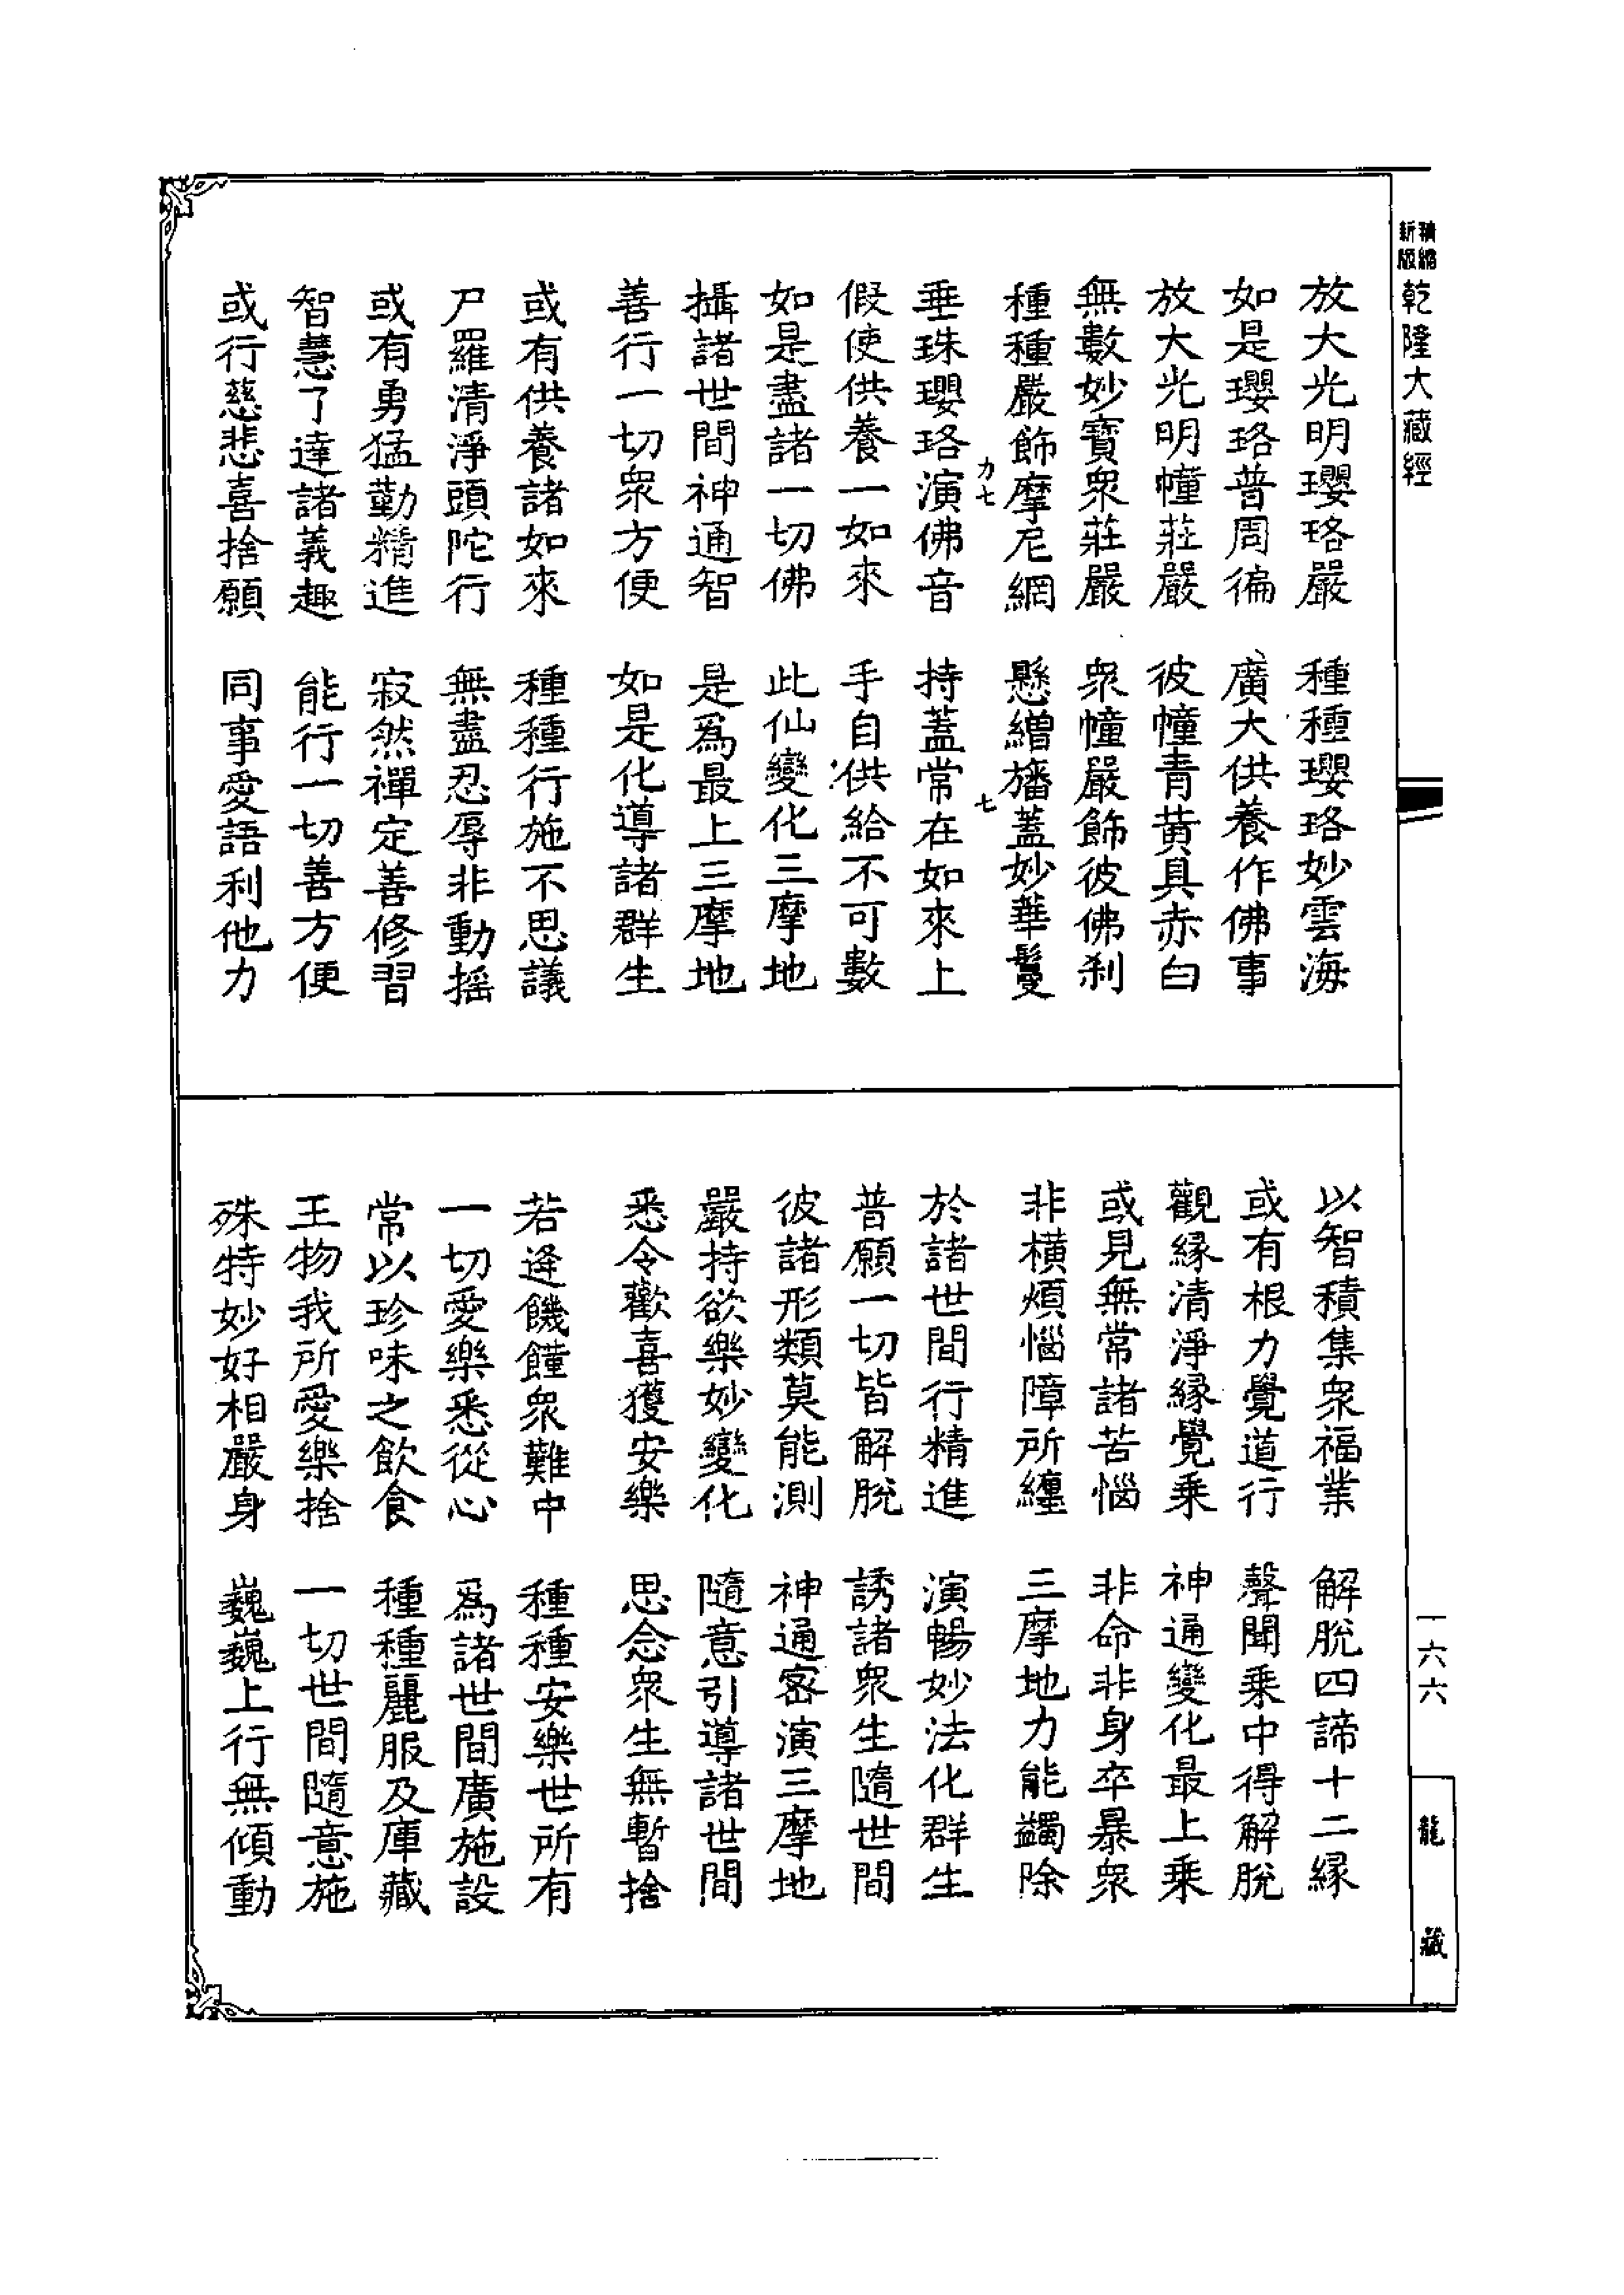 精縮新版
乾隆大藏經
放大光明瓔珞嚴　種種瓔珞妙雲海
如是瓔珞普周徧　廣大供養作佛事
放大光明幢莊嚴　彼幢青黃具赤白
無數妙寶衆莊嚴　衆幢嚴飾彼佛刹
種種嚴飾摩尼網　懸繒旛蓋妙華鬘
力七　七
垂珠瓔珞演佛音　持蓋常在如來上
假使供養一如來　手自供給不可數
如是盡諸一切佛　此仙變化三摩地
攝諸世間神通智　是爲最上三摩地
善行一切衆方便　如是化導諸群生
或有供養諸如來　種種行施不思議
尸羅清淨頭陀行　無盡忍辱非動揺
或有勇猛勤精進　寂然禪定善修習
智慧了達諸義趣　能行一切善方便
或行慈悲喜捨願　同事愛語利他力
以智積集衆福業　解脫四諦十二緣
或有根力覺道行　聲聞乘中得解脫
觀緣清淨緣覺乘　神通變化最上乘
或見無常諸苦惱　非命非身卒暴衆
非橫煩惱障所纏　三摩地力能蠲除
於諸世間行精進　演暢妙法化群生
普願一切皆解脫　誘諸衆生隨世間
彼諸形類莫能測　神通密演三摩地
嚴持欲樂妙變化　隨意引導諸世間
悉令歡喜獲安樂　思念衆生無暫捨
若逄饑饉衆難中　種種安樂世所有
一切愛樂悉從心　爲諸世間廣施設
常以珍味之飲食　種種麗服及庫藏
王物我所愛樂捨　一切世間隨意施
殊特妙好相嚴身　巍巍上行無傾動
一六六
龍藏